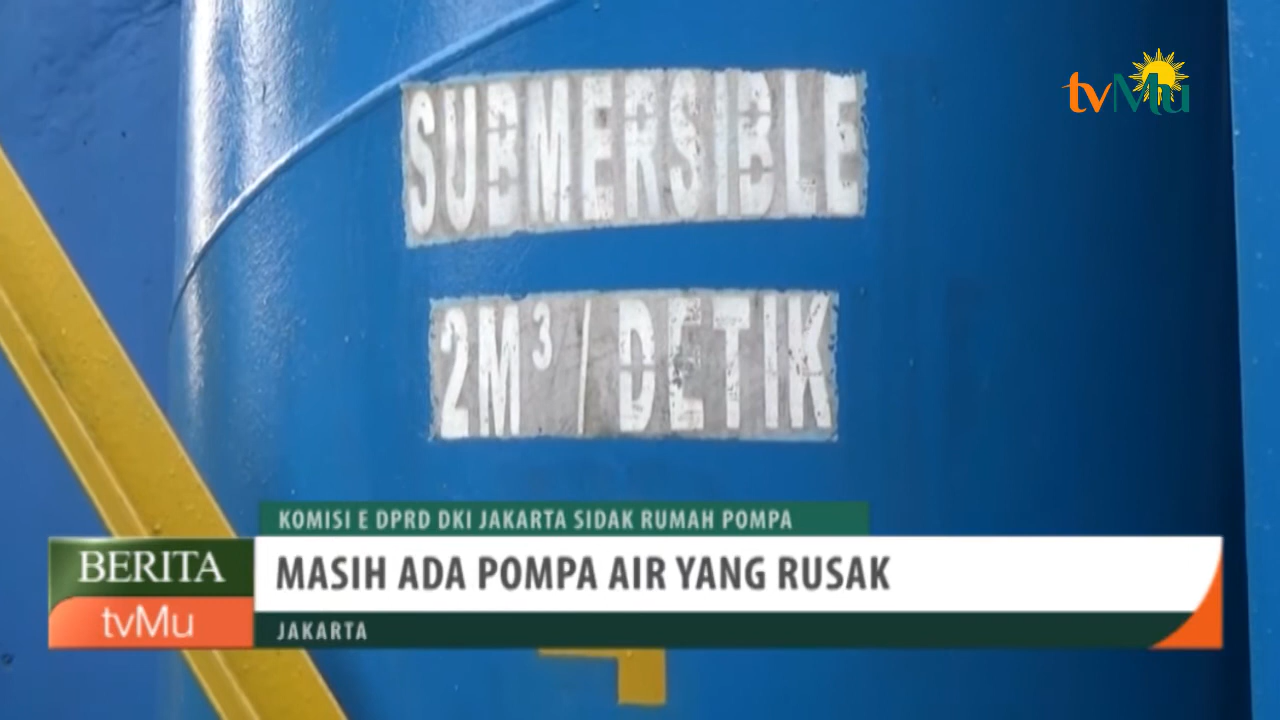 tvMu
SUBMERSIBLE
2M³ / DETIK
KOMISI E DPRD DKI JAKARTA SIDAK RUMAH POMPA
BERITA
MASIH ADA POMPA AIR YANG RUSAK
tvMu
JAKARTA